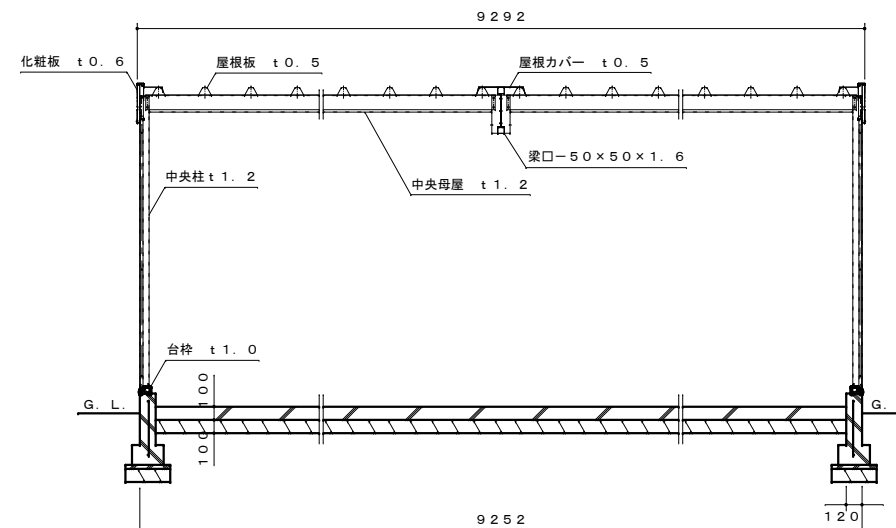 9292
化粧板 t0.6
屋根板 t0.5
屋根カバー t0.5
梁口-50×50×1.6
中央柱t1.2
中央母屋 t1.2
台枠 t1.0
100
G.L.
G.
100
120
9252